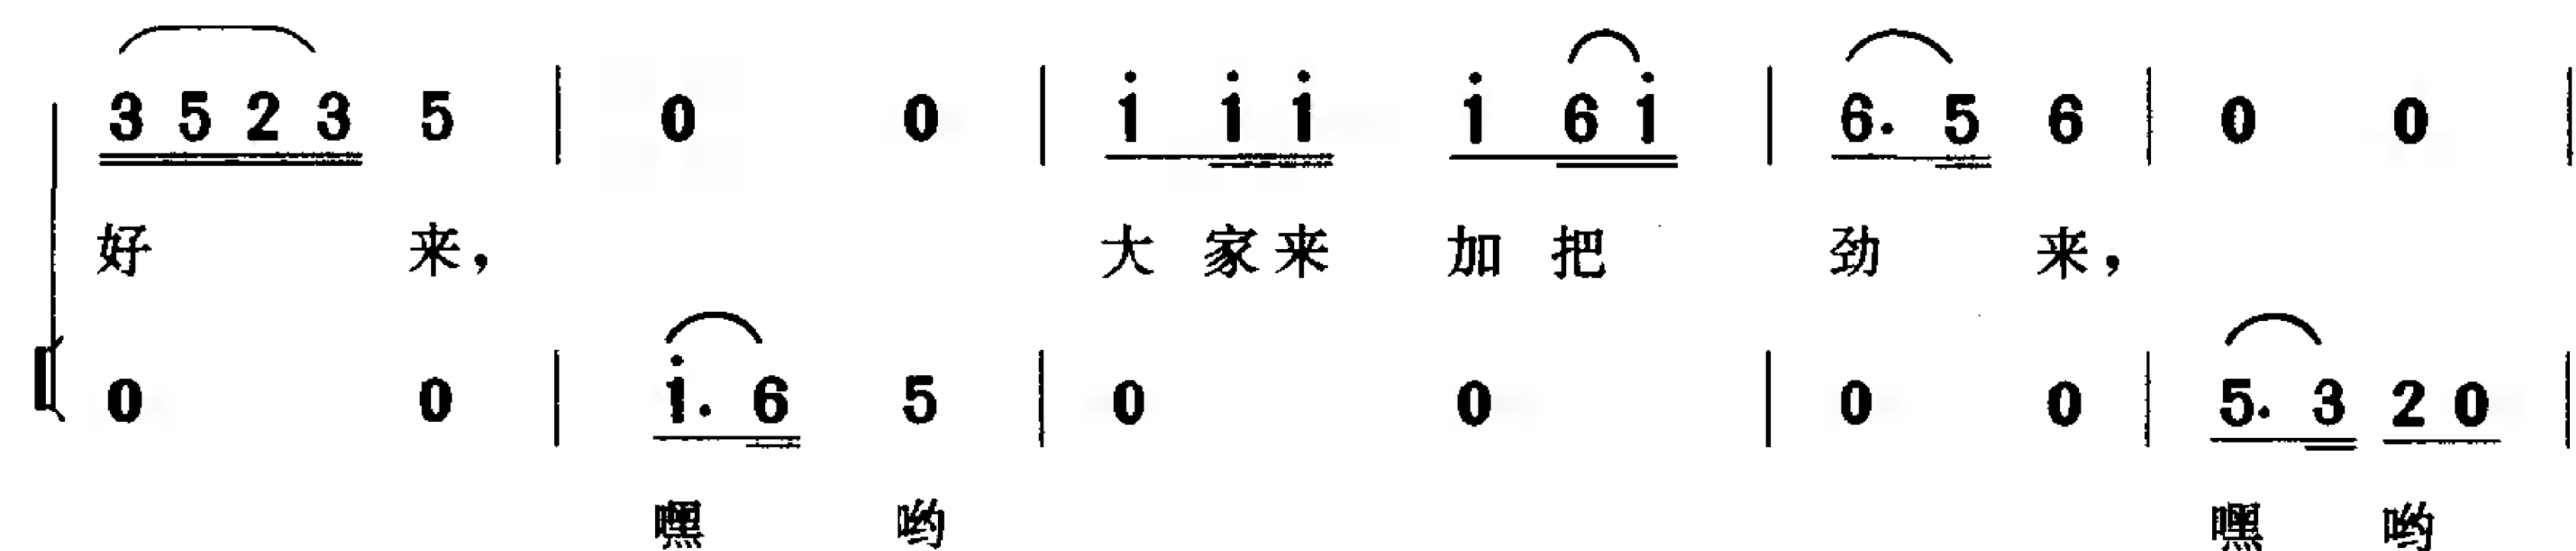 3 5 2 3 5 | 0 0 | i i i i 6 i | 6. 5 6 | 0 0 |
好 来， 大 家 来 加 把 劲 来，
0 0 | i. 6 5 | 0 0 | 0 0 | 5. 3 2 0 |
嘿 哟 嘿 哟